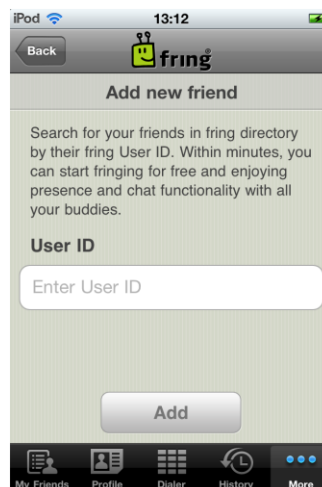 iPod 13:12
Back
fring
Add new friend
Search for your friends in fring directory
by their fring User ID. Within minutes, you
can start fringing for free and enjoying
presence and chat functionality with all
your buddies.
User ID
Enter User ID
Add
My Friends Profile Dialer History More